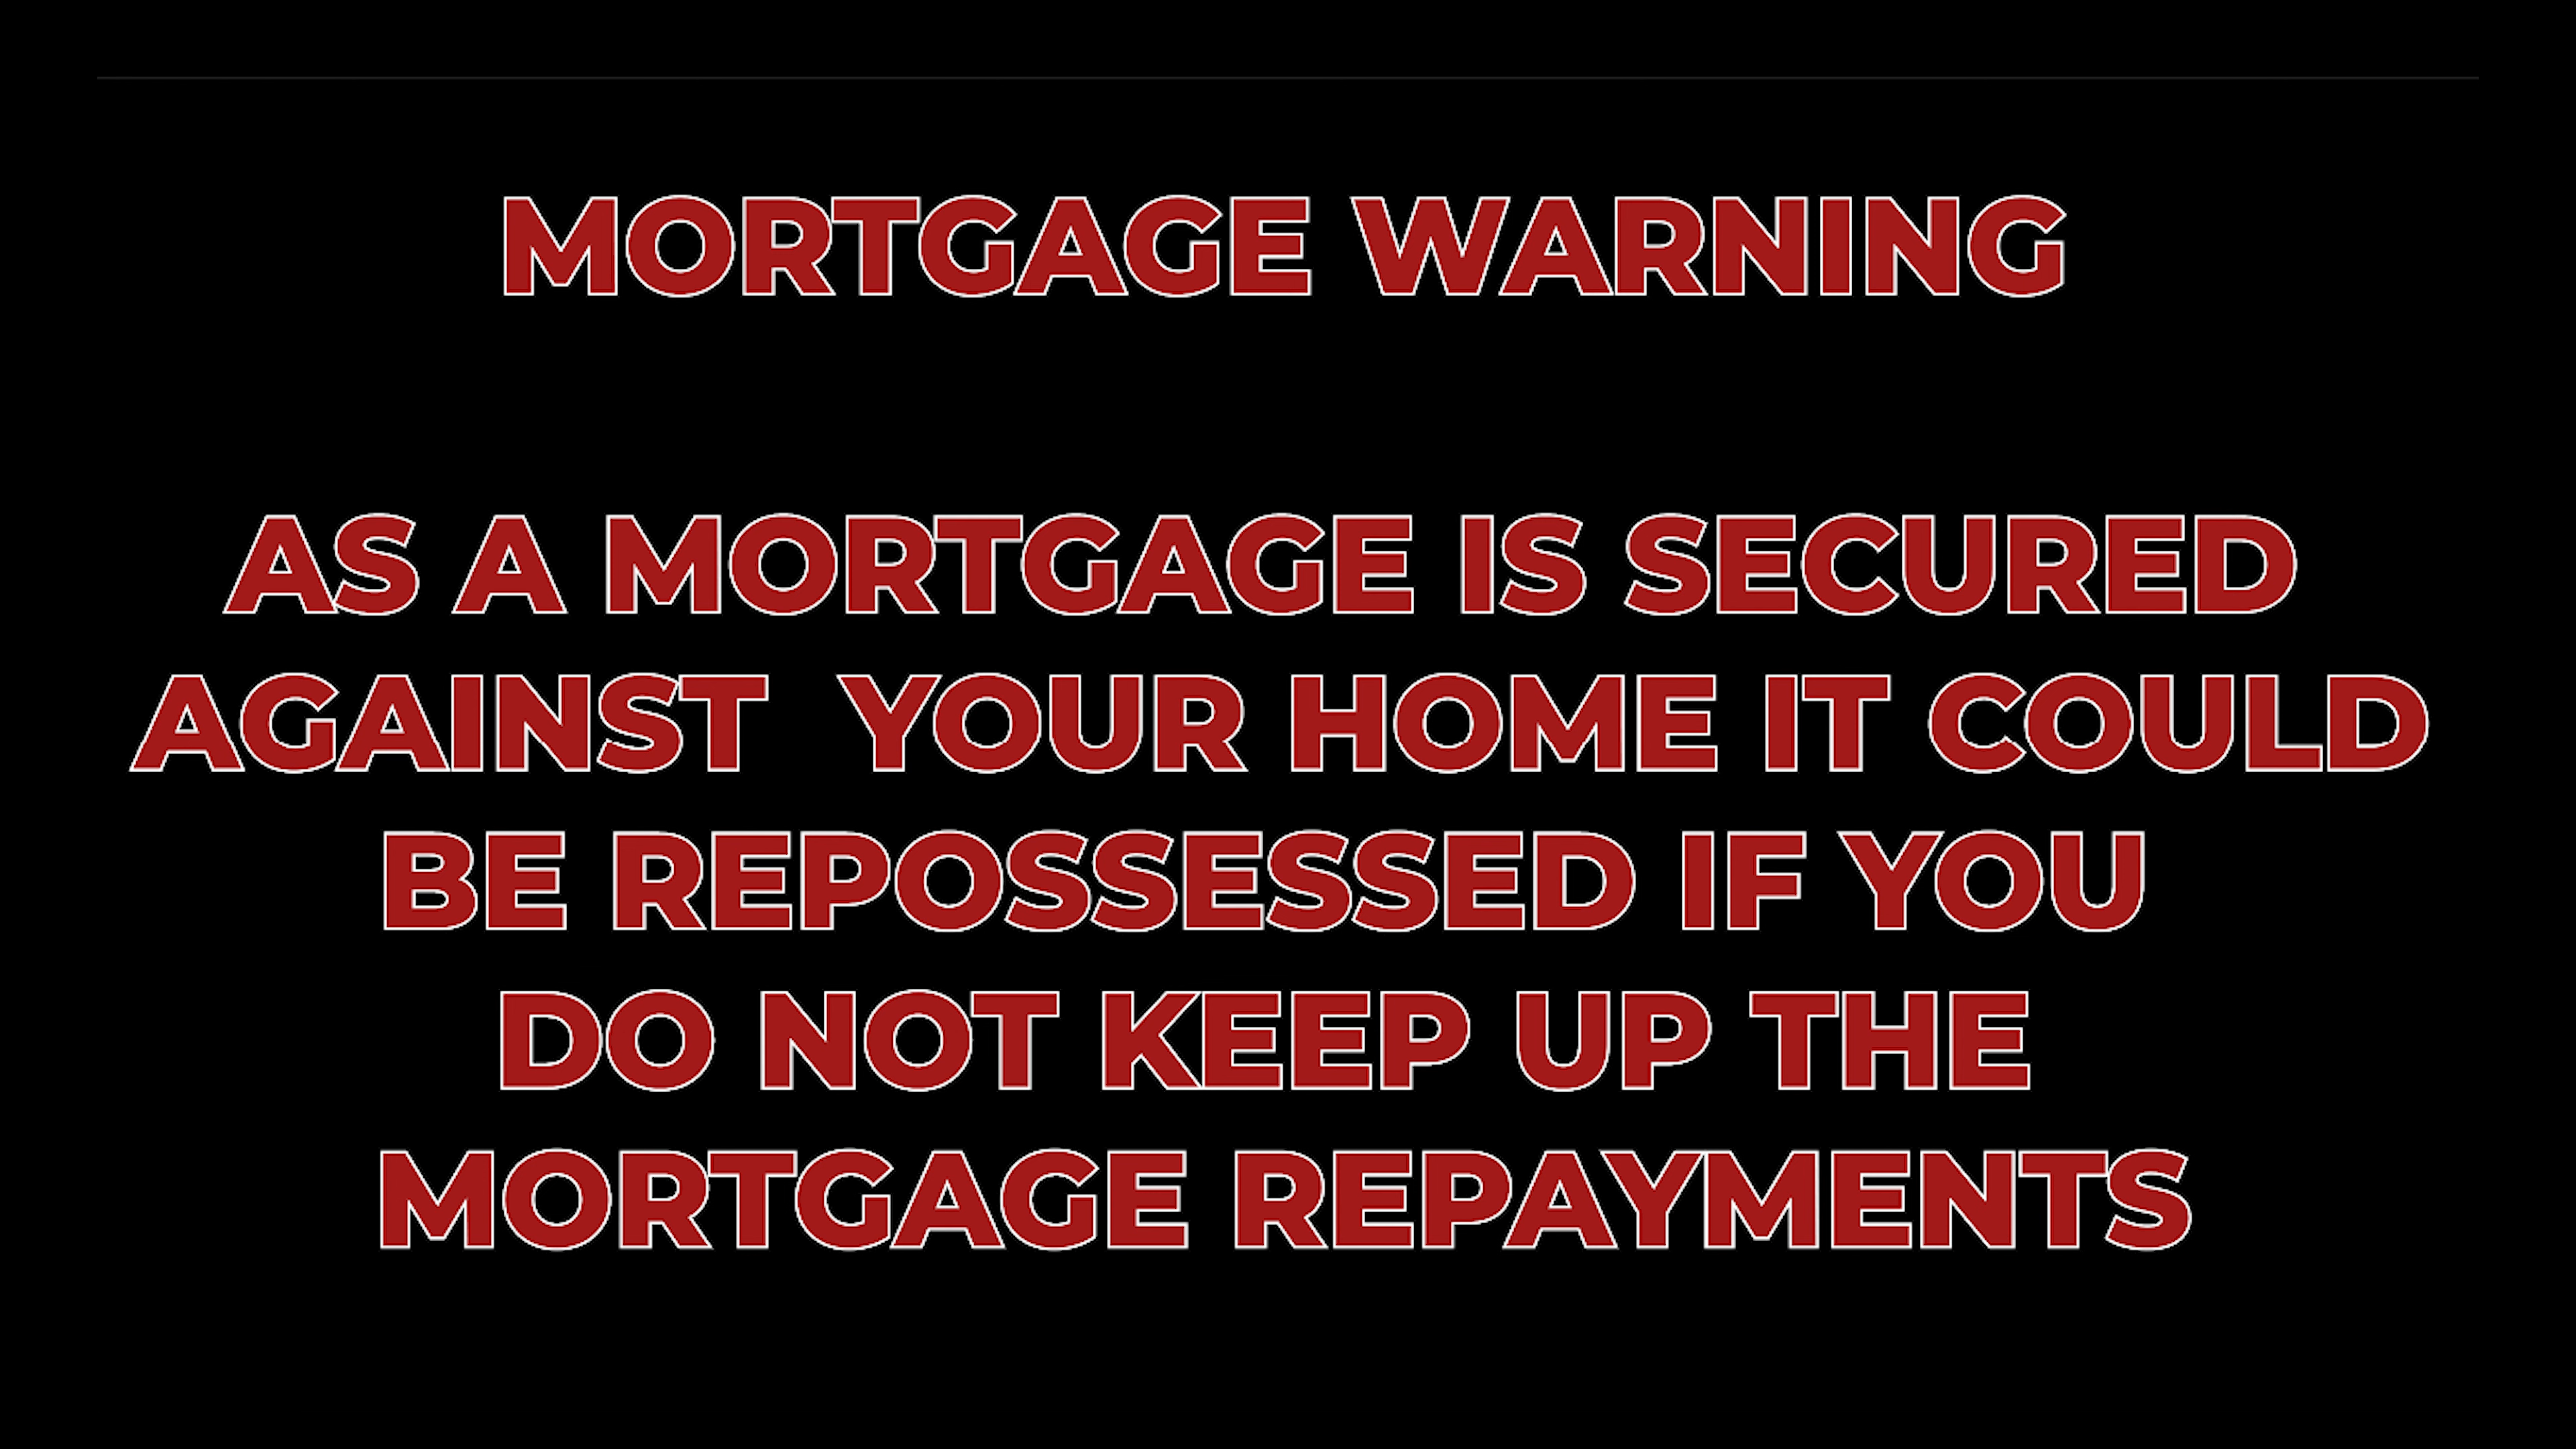 MORTGAGE WARNING
AS A MORTGAGE IS SECURED
AGAINST  YOUR HOME IT COULD
BE REPOSSESSED IF YOU
DO NOT KEEP UP THE
MORTGAGE REPAYMENTS